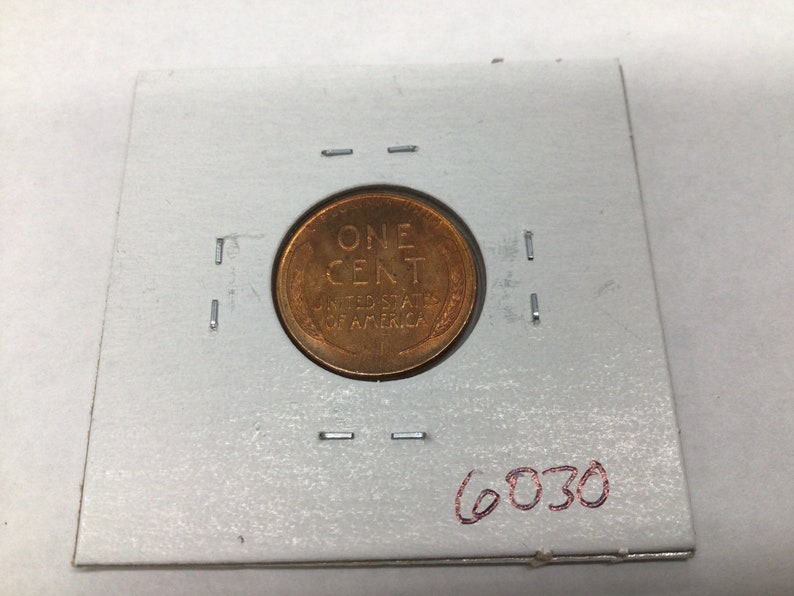 ONE
CENT
UNITED STATES
OF AMERICA
6030